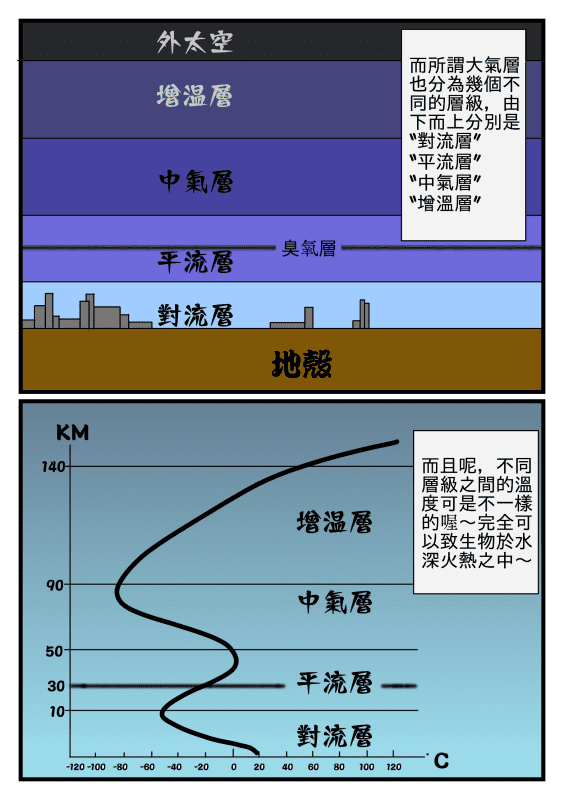 外太空
增温層
中氣層
臭氧層
平流層
對流層
地殼
而所謂大氣層
也分為幾個不
同的層級，由
下而上分別是
〝對流層〞
〝平流層〞
〝中氣層〞
〝增溫層〞
KM
140
90
50
30
10
增温層
中氣層
平流層
對流層
-120 -100 -80 -60 -40 -20 0 20 40 60 80 100 120
°C
而且呢，不同
層級之間的溫
度可是不一樣
的喔～完全可
以致生物於水
深火熱之中～